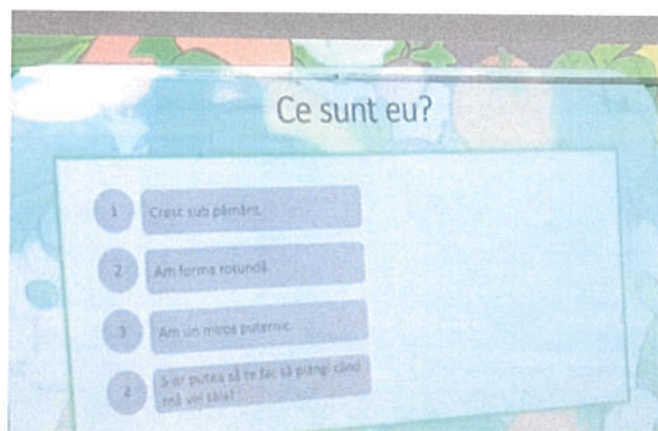 Ce sunt eu?
1 Cresc sub pământ.
2 Am forma rotundă.
3 Am un miros puternic.
4 S-ar putea să te fac să plângi când
mă vei tăia!